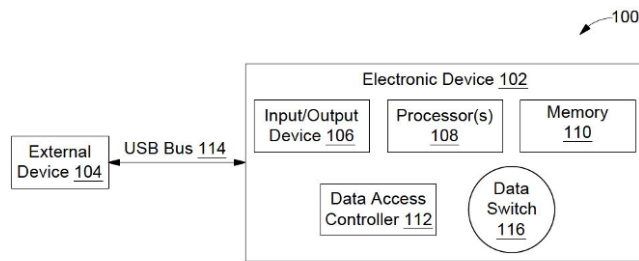 100
Electronic Device 102
Input/Output
Device 106
Processor(s)
108
Memory
110
USB Bus 114
External
Device 104
Data Access
Controller 112
Data
Switch
116